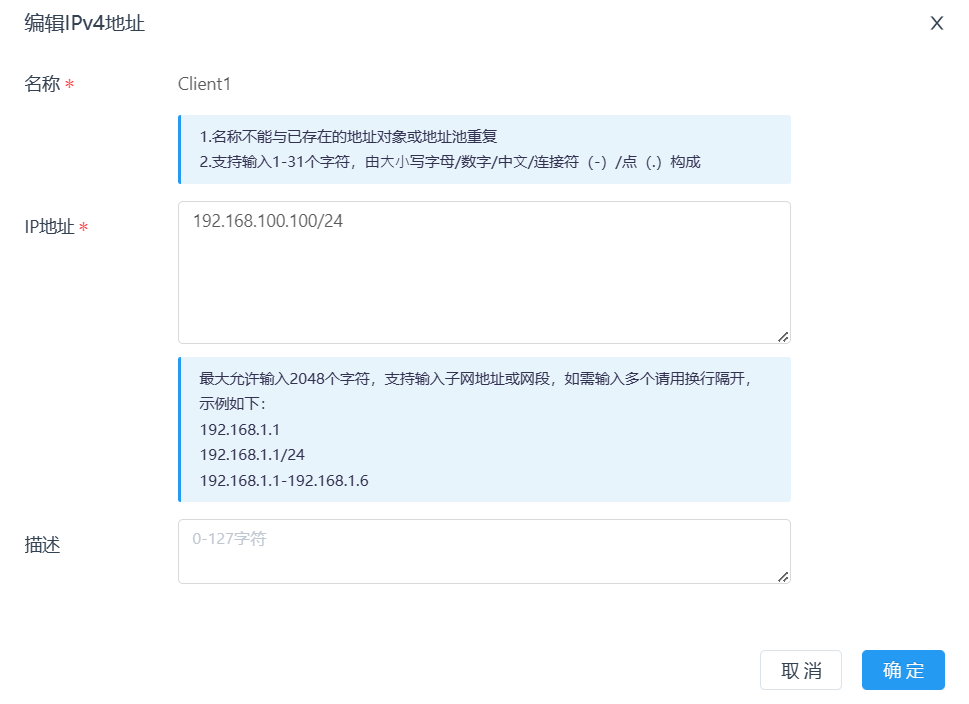 编辑IPv4地址 X
名称 * Client1
1.名称不能与已存在的地址对象或地址池重复
2.支持输入1-31个字符，由大小写字母/数字/中文/连接符（-）/点（.）构成
IP地址 * 192.168.100.100/24
最大允许输入2048个字符，支持输入子网地址或网段，如需输入多个请用换行隔开，
示例如下：
192.168.1.1
192.168.1.1/24
192.168.1.1-192.168.1.6
描述 0-127字符
取消 确定